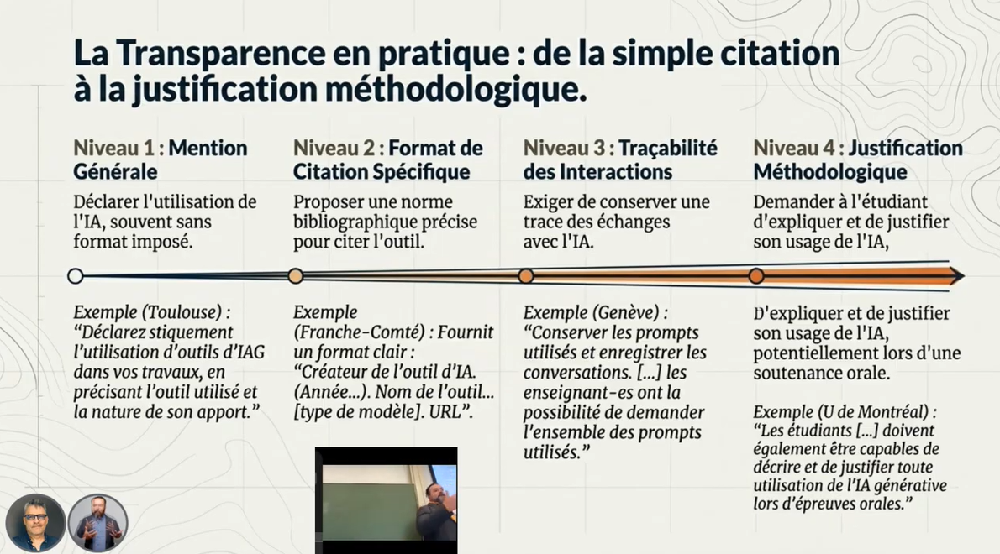 La Transparence en pratique : de la simple citation
à la justification méthodologique.
Niveau 1 : Mention
Générale
Déclarer l'utilisation de
l'IA, souvent sans
format imposé.
Exemple (Toulouse) :
“Déclarez stiquement
l’utilisation d’outils d’IAG
dans vos travaux, en
précisant l’outil utilisé et
la nature de son apport.”
Niveau 2 : Format de
Citation Spécifique
Proposer une norme
bibliographique précise
pour citer l'outil.
Exemple
(Franche-Comté) : Fournit
un format clair :
“Créateur de l’outil d’IA.
(Année…). Nom de l’outil…
[type de modèle]. URL”.
Niveau 3 : Traçabilité
des Interactions
Exiger de conserver une
trace des échanges
avec l'IA.
Exemple (Genève) :
“Conserver les prompts
utilisés et enregistrer les
conversations. […] les
enseignant-es ont la
possibilité de demander
l’ensemble des prompts
utilisés.”
Niveau 4 : Justification
Méthodologique
Demander à l'étudiant
d'expliquer et de justifier
son usage de l'IA,
D'expliquer et de justifier
son usage de l'IA,
potentiellement lors d'une
soutenance orale.
Exemple (U de Montréal) :
“Les étudiants […] doivent
également être capables de
décrire et de justifier toute
utilisation de l’IA générative
lors d’épreuves orales.”